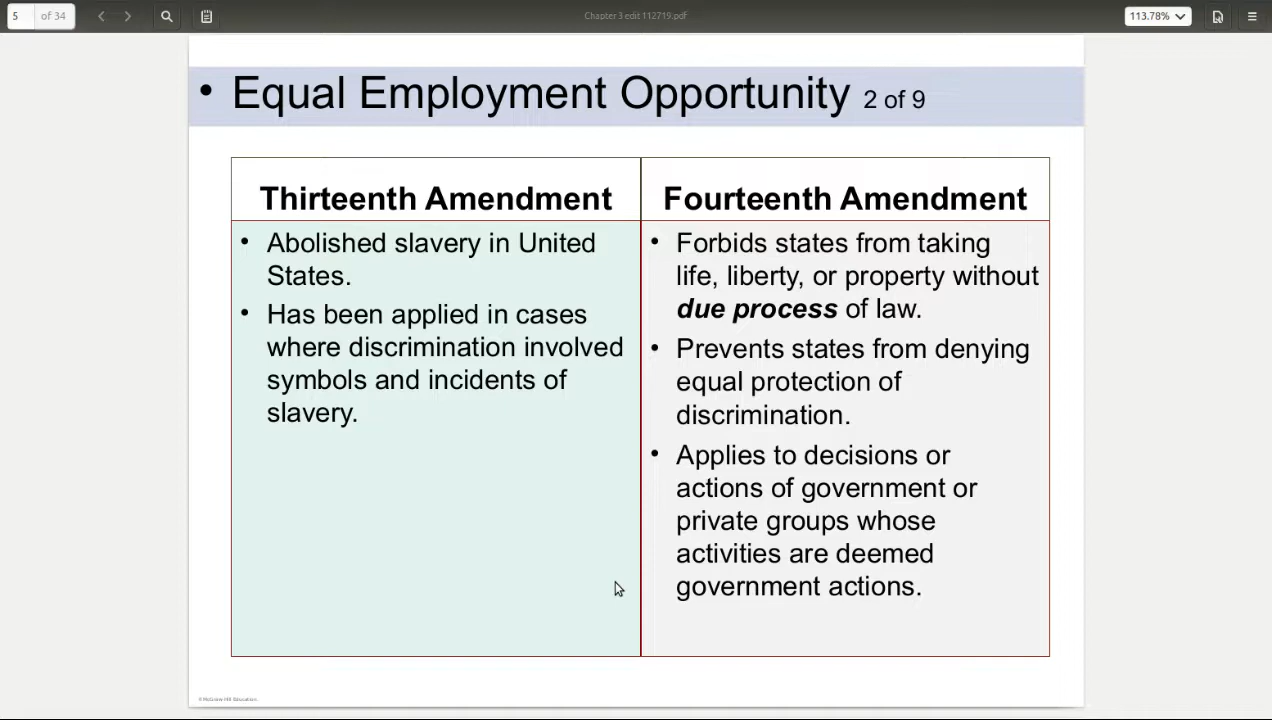 5 of 34
Chapter 3 edit 112719.pdf
113.78%
• Equal Employment Opportunity 2 of 9
Thirteenth Amendment
• Abolished slavery in United
States.
• Has been applied in cases
where discrimination involved
symbols and incidents of
slavery.
Fourteenth Amendment
• Forbids states from taking
life, liberty, or property without
due process of law.
• Prevents states from denying
equal protection of
discrimination.
• Applies to decisions or
actions of government or
private groups whose
activities are deemed
government actions.
© McGraw Hill Education